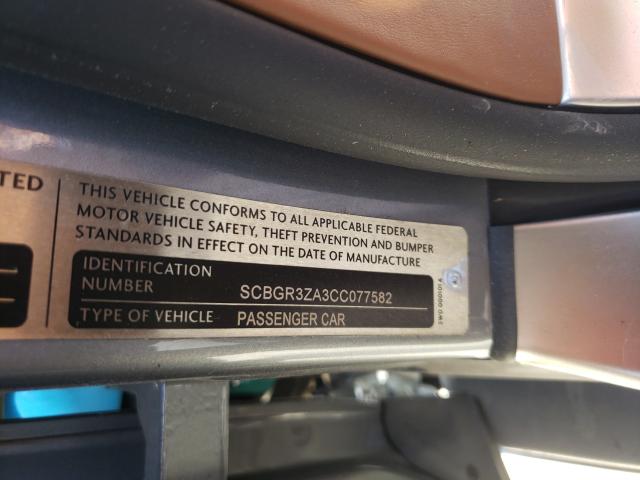 TED
THIS VEHICLE CONFORMS TO ALL APPLICABLE FEDERAL
MOTOR VEHICLE SAFETY, THEFT PREVENTION AND BUMPER
STANDARDS IN EFFECT ON THE DATE OF MANUFACTURE
IDENTIFICATION
NUMBER SCBGR3ZA3CC077582
TYPE OF VEHICLE PASSENGER CAR